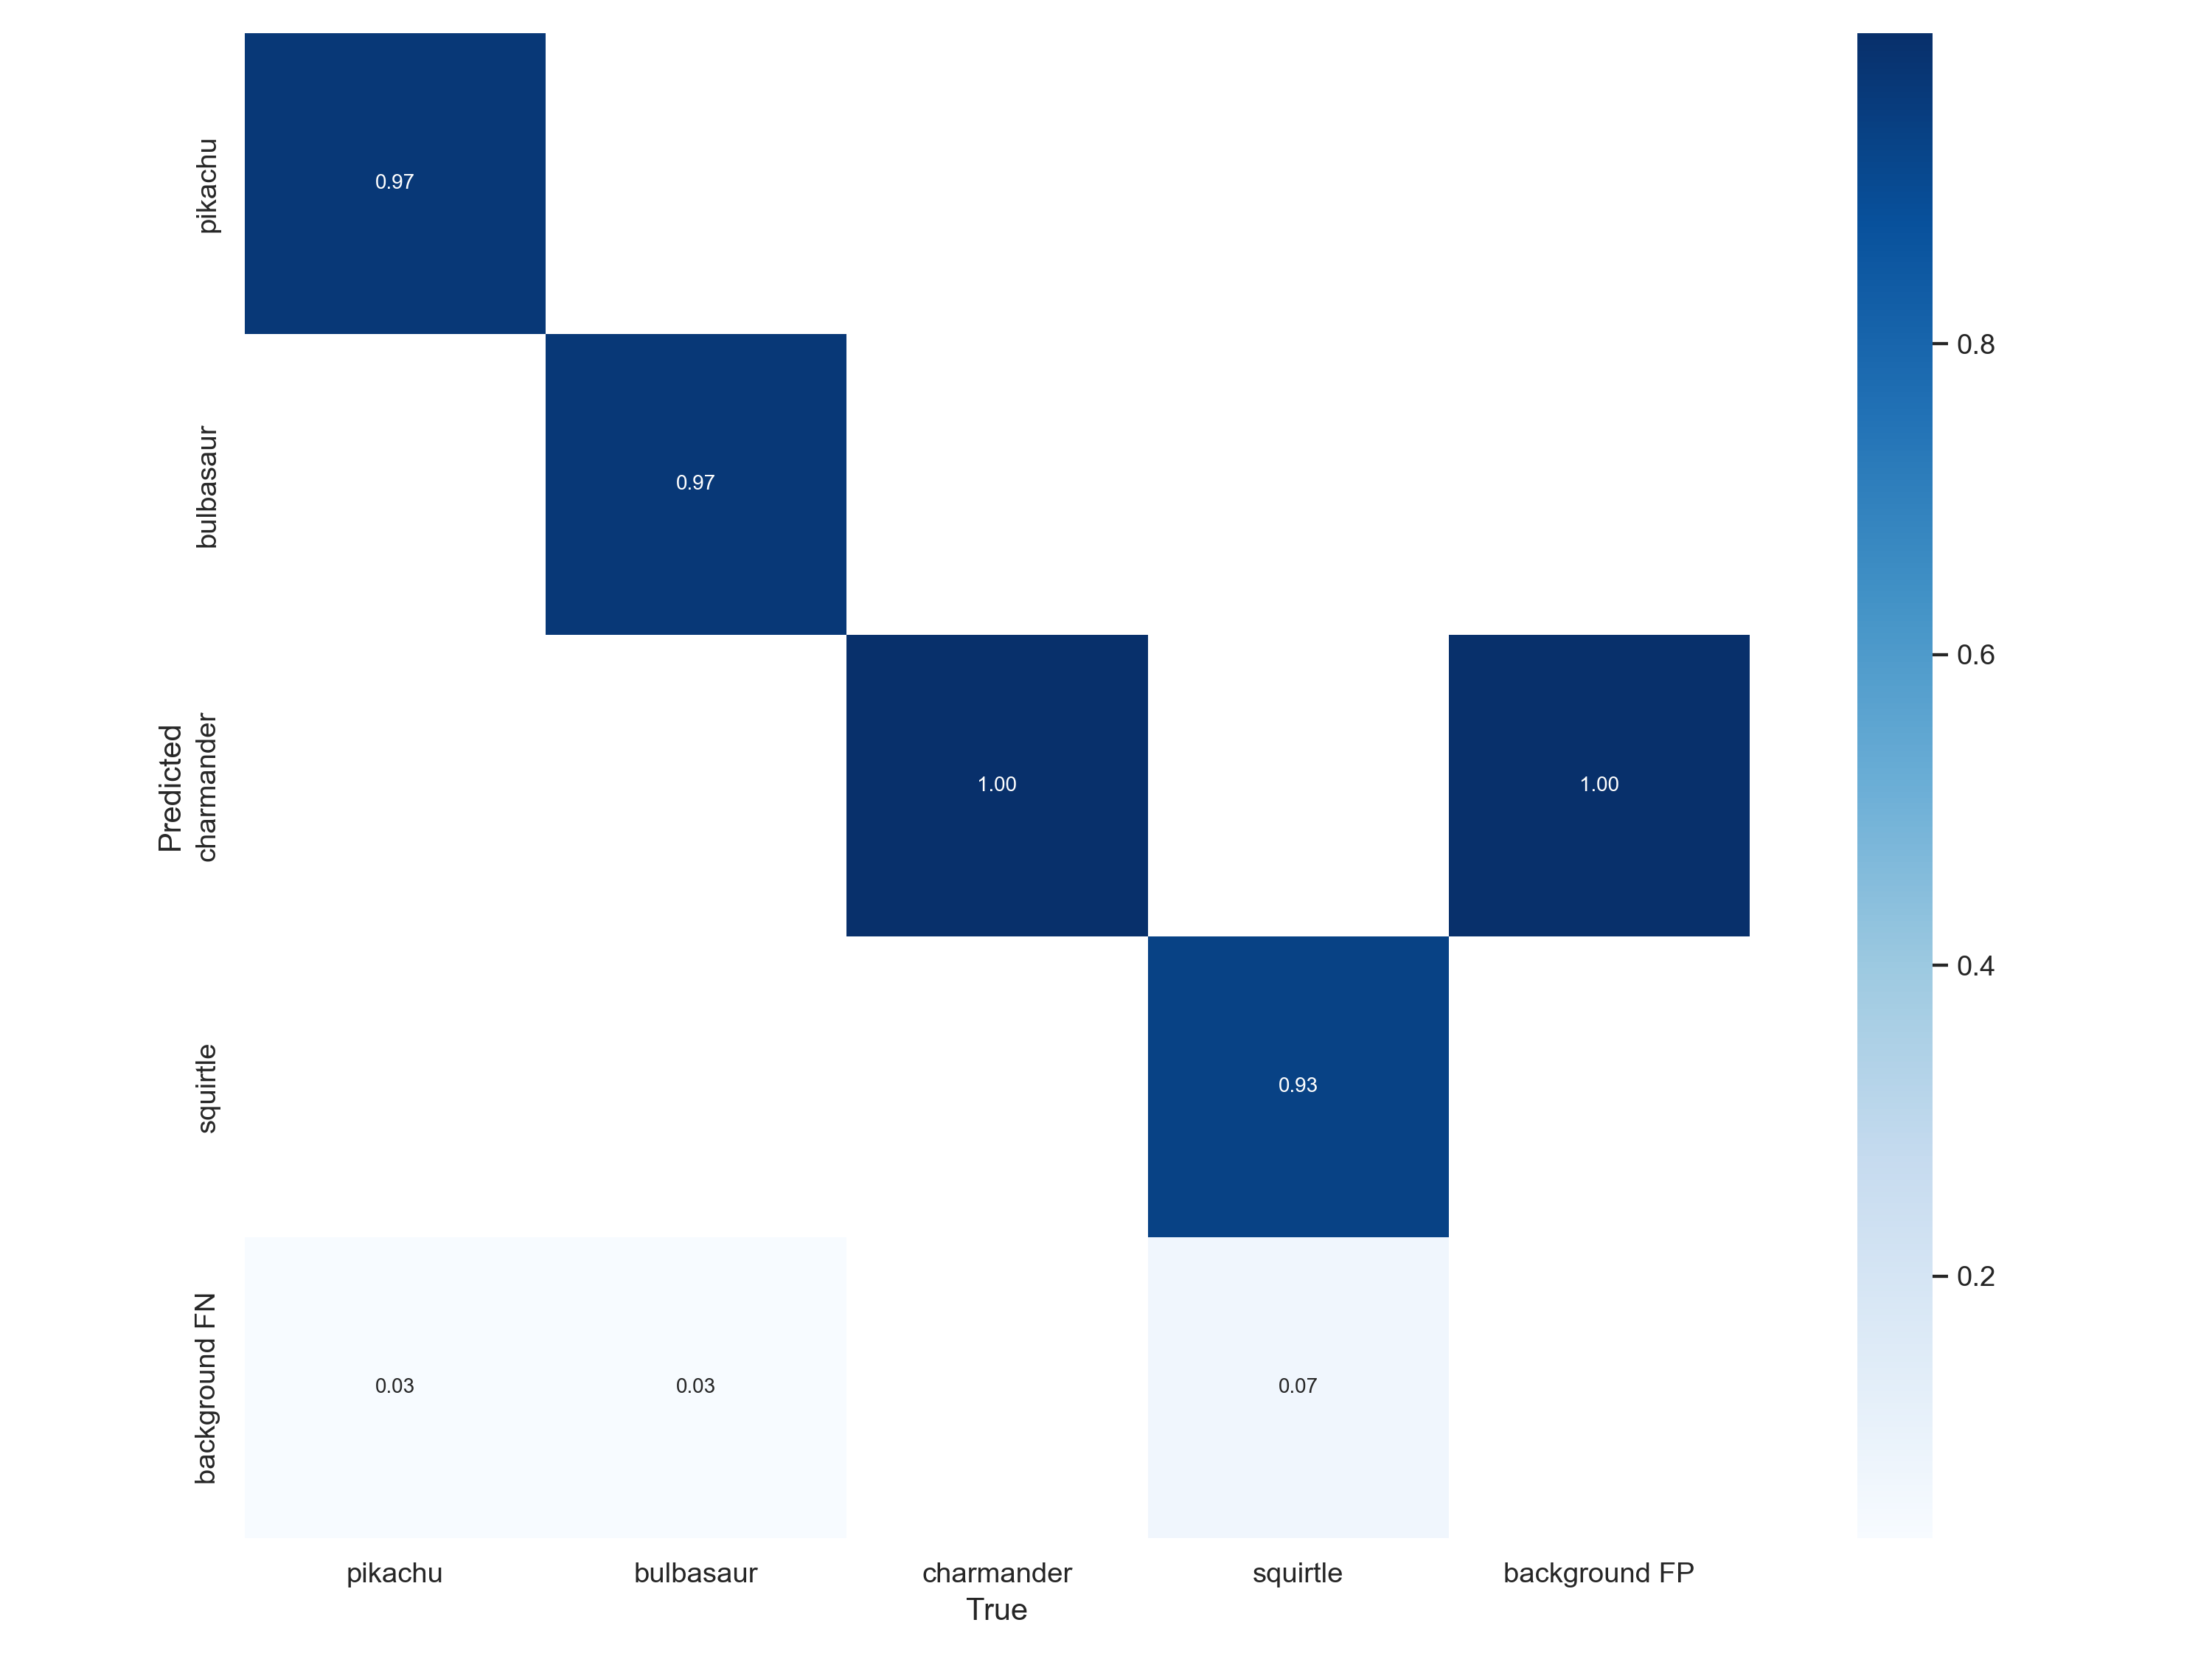 pikachu
0.97
bulbasaur
0.97
Predicted
charmander
1.00
1.00
squirtle
0.93
background FN
0.03
0.03
0.07
pikachu
bulbasaur
charmander
squirtle
background FP
True
0.8
0.6
0.4
0.2